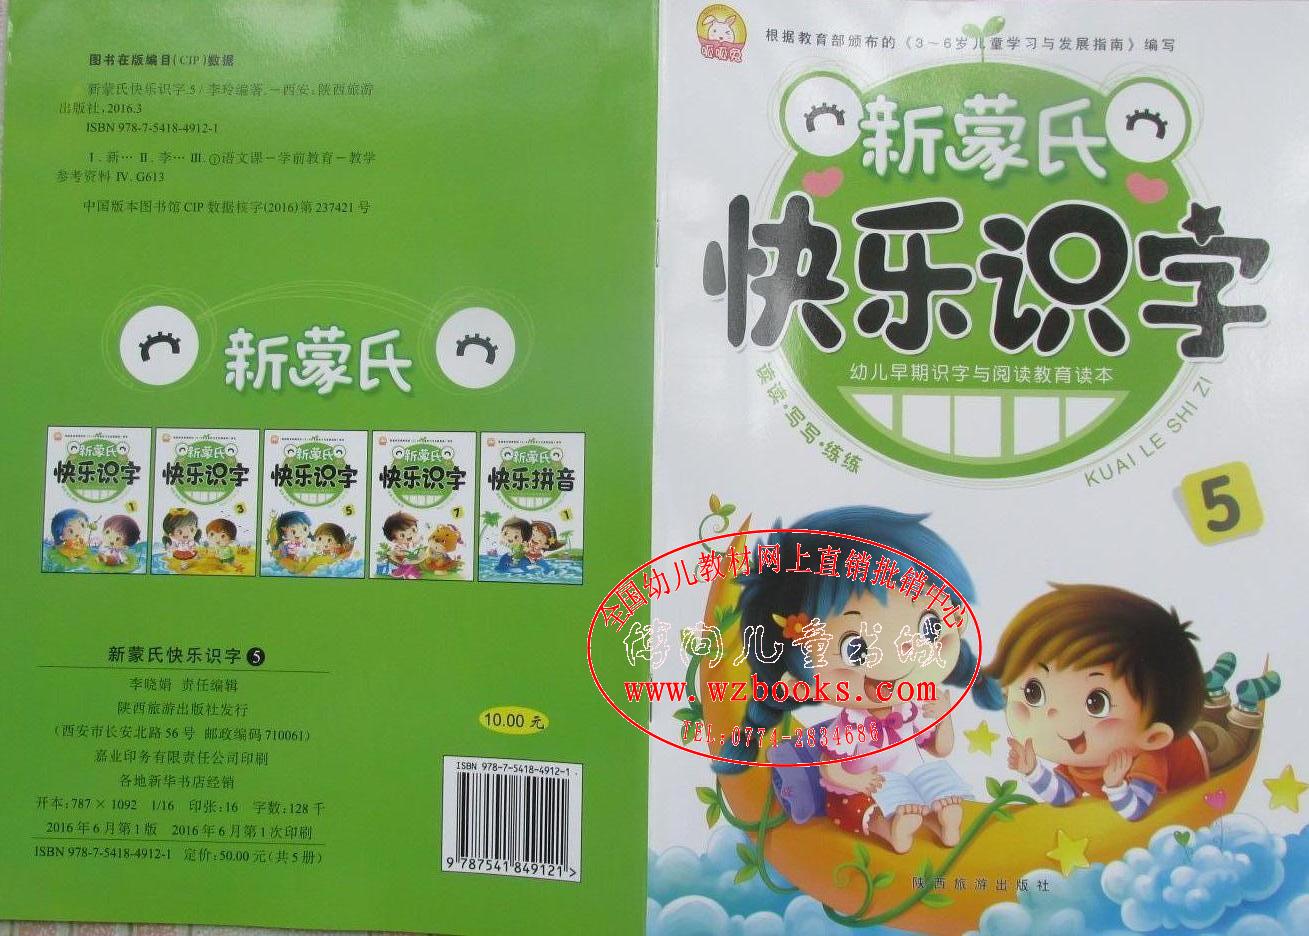 图书在版编目(CIP)数据
新蒙氏快乐识字.5/李玲编著.—西安:陕西旅游
出版社,2016.3
ISBN 978-7-5418-4912-1
Ⅰ.新… Ⅱ.李… Ⅲ.①语文课—学前教育—教学
参考资料 Ⅳ.G613
中国版本图书馆CIP数据核字(2016)第237421号
新蒙氏
新蒙氏
快乐识字
1
新蒙氏
快乐识字
3
新蒙氏
快乐识字
5
新蒙氏
快乐识字
7
新蒙氏
快乐拼音
1
新蒙氏快乐识字❺
李晓娟 责任编辑
陕西旅游出版社发行
(西安市长安北路56号 邮政编码710061)
嘉业印务有限责任公司印刷
各地新华书店经销
开本:787×1092 1/16 印张:16 字数:128千
2016年6月第1版 2016年6月第1次印刷
ISBN 978-7-5418-4912-1 定价:50.00元(共5册)
10.00 元
ISBN 978-7-5418-4912-1
9 787541 849121>
呱呱兔
根据教育部颁布的《3~6岁儿童学习与发展指南》编写
新蒙氏
快乐识字
幼儿早期识字与阅读教育读本
读读·写写·练练
KUAI LE SHI ZI
5
全国幼儿教材网上直销批销中心
博尚儿童书城
www.wzbooks.com
TEL:0774-2834686
陕西旅游出版社